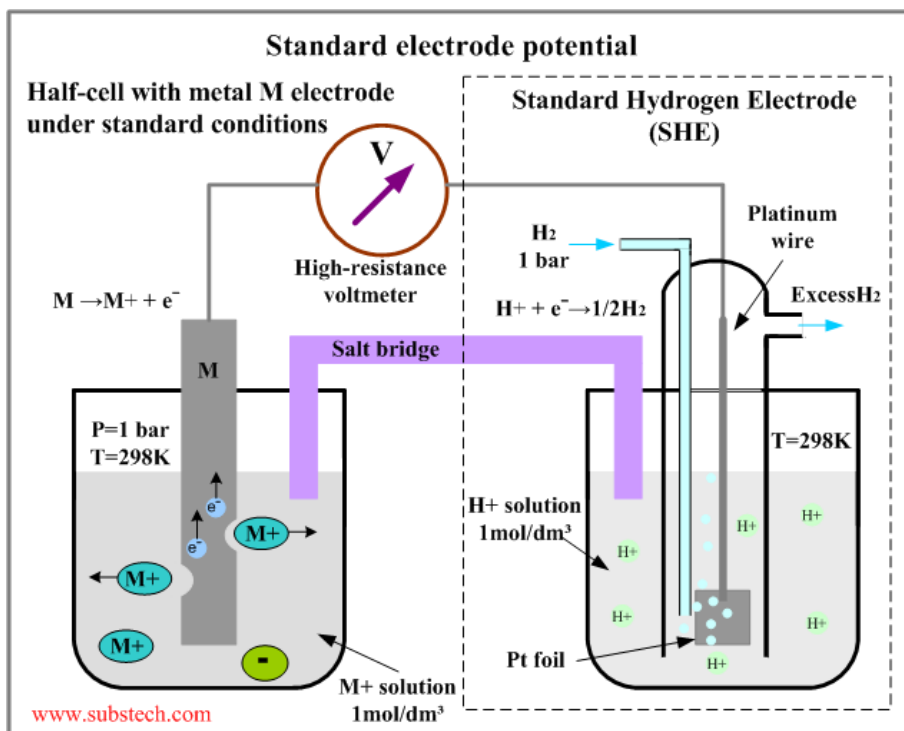 Standard electrode potential
Half-cell with metal M electrode
under standard conditions
Standard Hydrogen Electrode
(SHE)
V
High-resistance
voltmeter
H₂
1 bar
Platinum
wire
ExcessH₂
M →M+ + e⁻
H+ + e⁻→1/2H₂
Salt bridge
M
P=1 bar
T=298K
T=298K
e⁻
e⁻
M+
M+
M+
-
H+ solution
1mol/dm³
H+
H+
H+
H+
H+
H+
Pt foil
M+ solution
1mol/dm³
www.substech.com